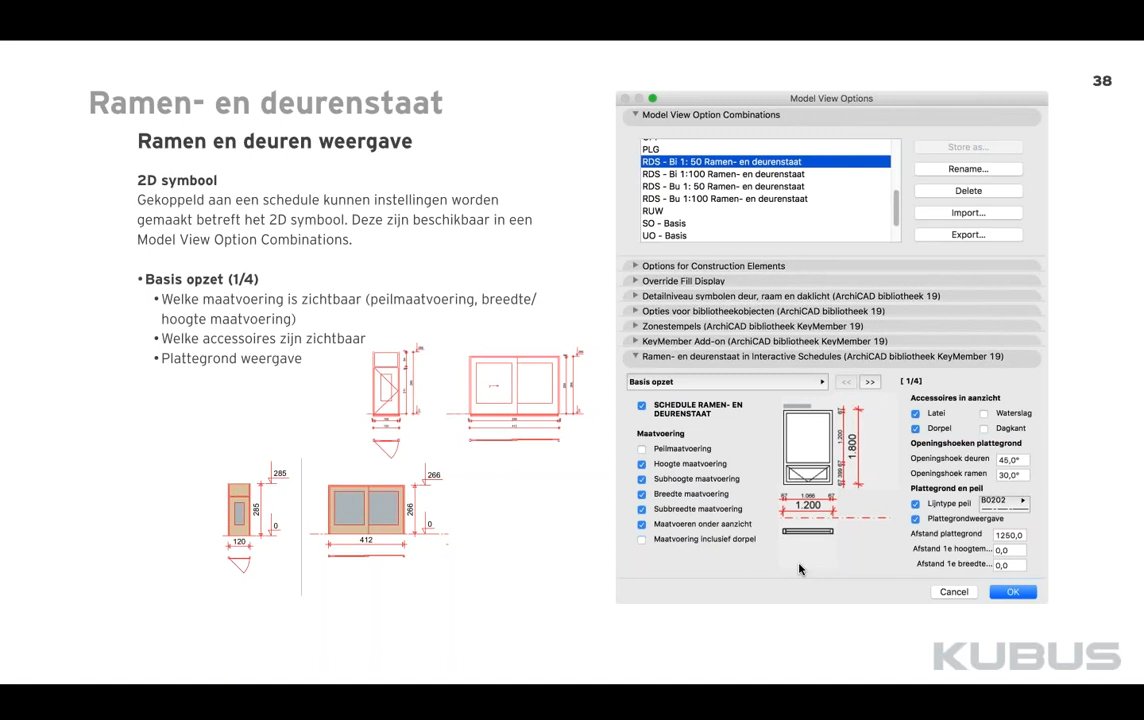 38
Ramen- en deurenstaat
Ramen en deuren weergave
2D symbool
Gekoppeld aan een schedule kunnen instellingen worden
gemaakt betreft het 2D symbool. Deze zijn beschikbaar in een
Model View Option Combinations.
•Basis opzet (1/4)
•Welke maatvoering is zichtbaar (peilmaatvoering, breedte/
hoogte maatvoering)
•Welke accessoires zijn zichtbaar
•Plattegrond weergave
285
285
0
120
266
266
0
412
Model View Options
Model View Option Combinations
PLG
RDS - Bi 1: 50 Ramen- en deurenstaat
RDS - Bi 1:100 Ramen- en deurenstaat
RDS - Bu 1: 50 Ramen- en deurenstaat
RDS - Bu 1:100 Ramen- en deurenstaat
RUW
SO - Basis
UO - Basis
Store as...
Rename...
Delete
Import...
Export...
Options for Construction Elements
Override Fill Display
Detailniveau symbolen deur, raam en daklicht (ArchiCAD bibliotheek 19)
Opties voor bibliotheekobjecten (ArchiCAD bibliotheek 19)
Zonestempels (ArchiCAD bibliotheek KeyMember 19)
KeyMember Add-on (ArchiCAD bibliotheek KeyMember 19)
Ramen- en deurenstaat in Interactive Schedules (ArchiCAD bibliotheek KeyMember 19)
Basis opzet
<<
>>
[ 1/4]
SCHEDULE RAMEN- EN
DEURENSTAAT
Maatvoering
Peilmaatvoering
Hoogte maatvoering
Subhoogte maatvoering
Breedte maatvoering
Subbreedte maatvoering
Maatvoeren onder aanzicht
Maatvoering inclusief dorpel
67
1.200
67 399 67
1.800
67
1.066
67
1.200
Accessoires in aanzicht
Latei
Waterslag
Dorpel
Dagkant
Openingshoeken plattegrond
Openingshoek deuren
45,0°
Openingshoek ramen
30,0°
Plattegrond en peil
Lijntype peil
B0202
Plattegrondweergave
Afstand plattegrond
1250,0
Afstand 1e hoogtem...
0,0
Afstand 1e breedte...
0,0
Cancel
OK
KUBUS